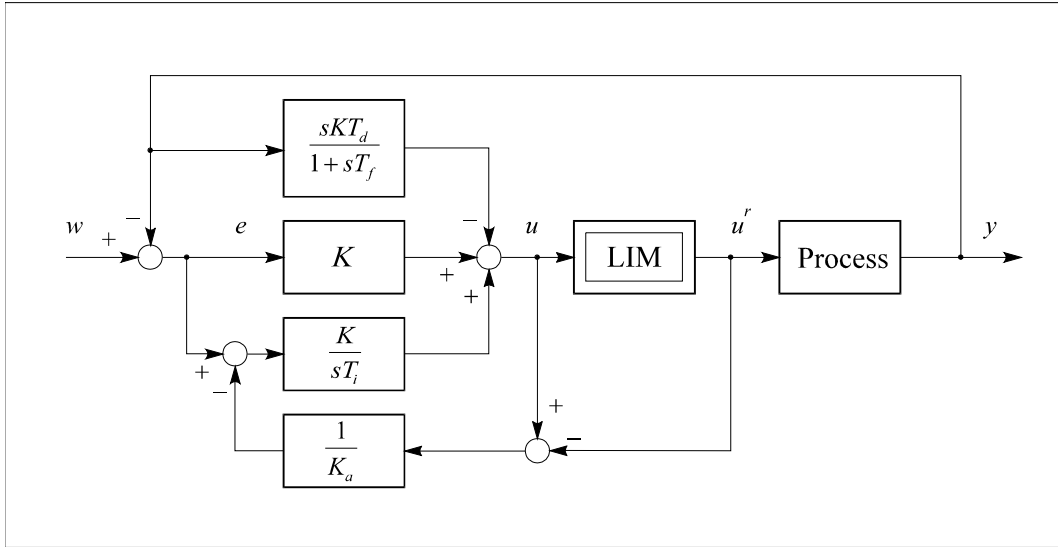 sKT_d
1 + sT_f
w
+
−
e
K
−
+
+
u
LIM
u^r
Process
y
+
−
K
sT_i
1
K_a
+
−